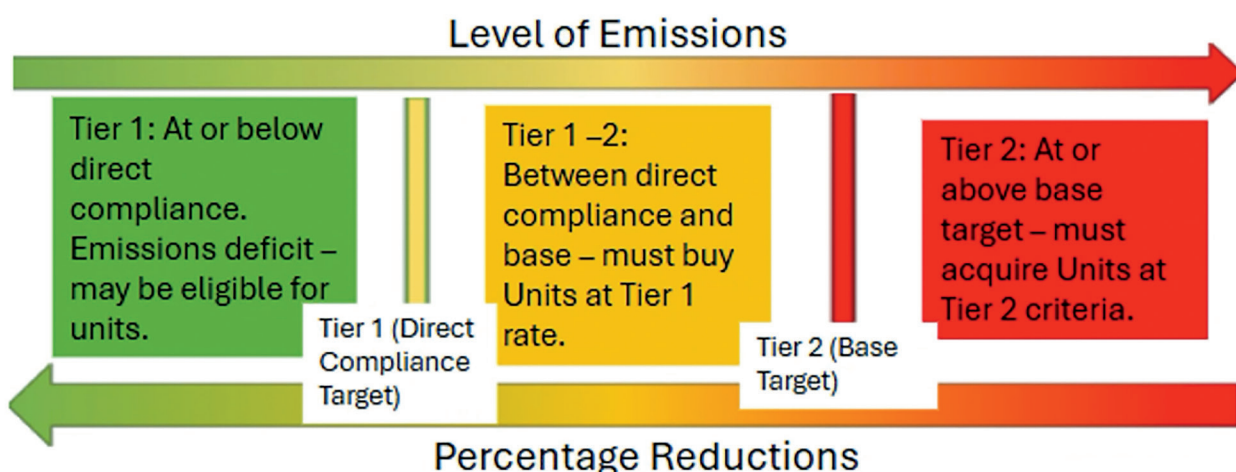 Level of Emissions
Tier 1: At or below
direct
compliance.
Emissions deficit –
may be eligible for
units.
Tier 1 (Direct
Compliance
Target)
Tier 1 –2:
Between direct
compliance and
base – must buy
Units at Tier 1
rate.
Tier 2 (Base
Target)
Tier 2: At or
above base
target – must
acquire Units at
Tier 2 criteria.
Percentage Reductions